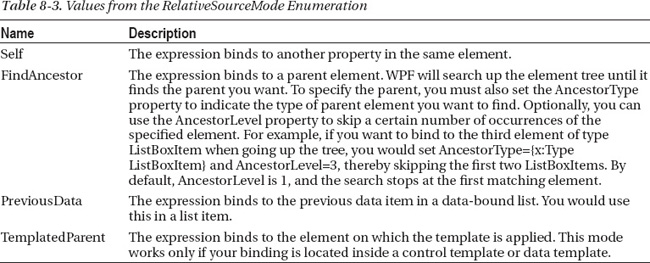 Table 8-3. Values from the RelativeSourceMode Enumeration
Name Description
Self The expression binds to another property in the same element.
FindAncestor The expression binds to a parent element. WPF will search up the element tree until it
finds the parent you want. To specify the parent, you must also set the AncestorType
property to indicate the type of parent element you want to find. Optionally, you can
use the AncestorLevel property to skip a certain number of occurrences of the
specified element. For example, if you want to bind to the third element of type
ListBoxItem when going up the tree, you would set AncestorType={x:Type
ListBoxItem} and AncestorLevel=3, thereby skipping the first two ListBoxItems. By
default, AncestorLevel is 1, and the search stops at the first matching element.
PreviousData The expression binds to the previous data item in a data-bound list. You would use
this in a list item.
TemplatedParent The expression binds to the element on which the template is applied. This mode
works only if your binding is located inside a control template or data template.